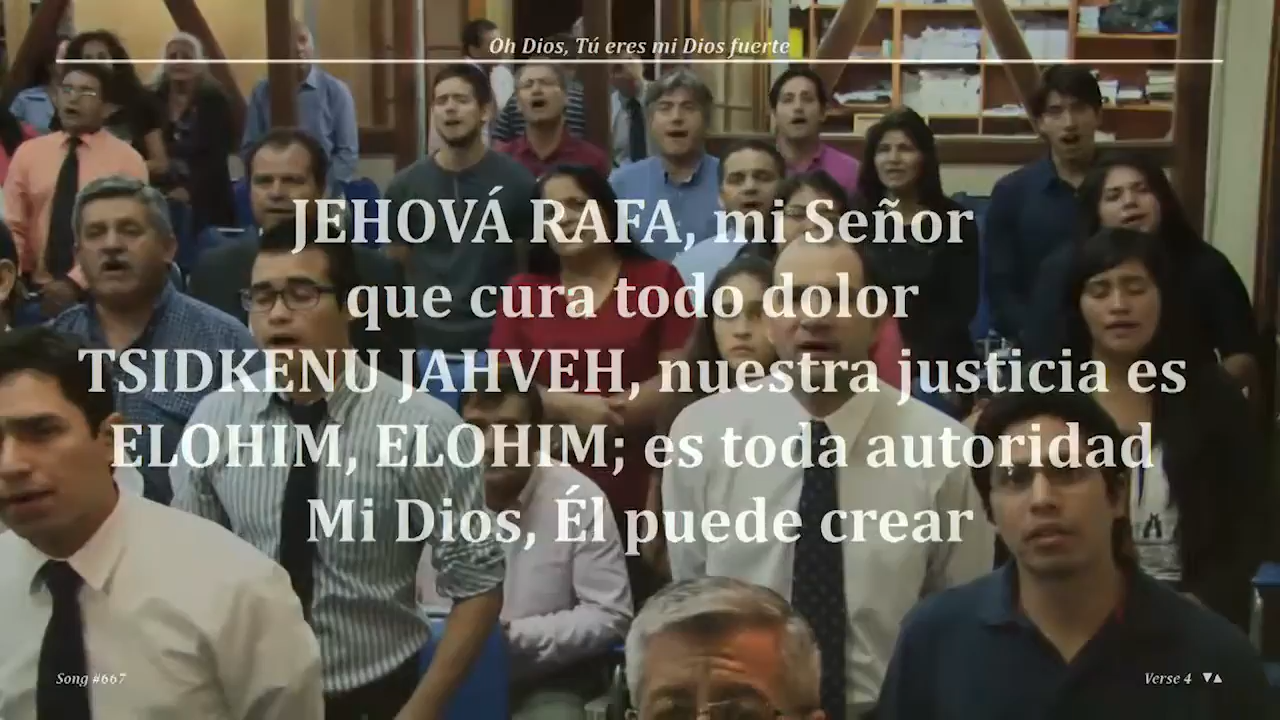 Oh Dios, Tú eres mi Dios fuerte
JEHOVÁ RAFA, mi Señor
que cura todo dolor
TSIDKENU JAHVEH, nuestra justicia es
ELOHIM, ELOHIM; es toda autoridad
Mi Dios, Él puede crear
Song #667
Verse 4 ▼▲